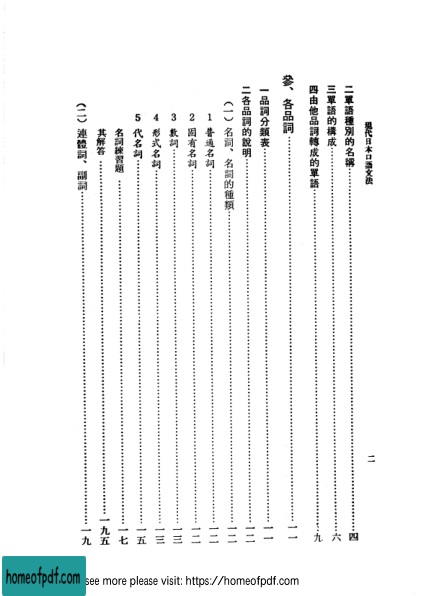 現代日本口語文法
二
二單語種別的名稱……四
三單語的構成……六
四由他品詞轉成的單語……九
參、各品詞……一一
一品詞分類表……一一
二各品詞的說明……一二
(一)名詞、名詞的種類……一二
1 普通名詞……一二
2 固有名詞……一二
3 數詞……一三
4 形式名詞……一三
5 代名詞……一五
名詞練習題……一七
其解答……一九五
(二)連體詞、副詞……一九
homeofpdf.com
see more please visit: https://homeofpdf.com